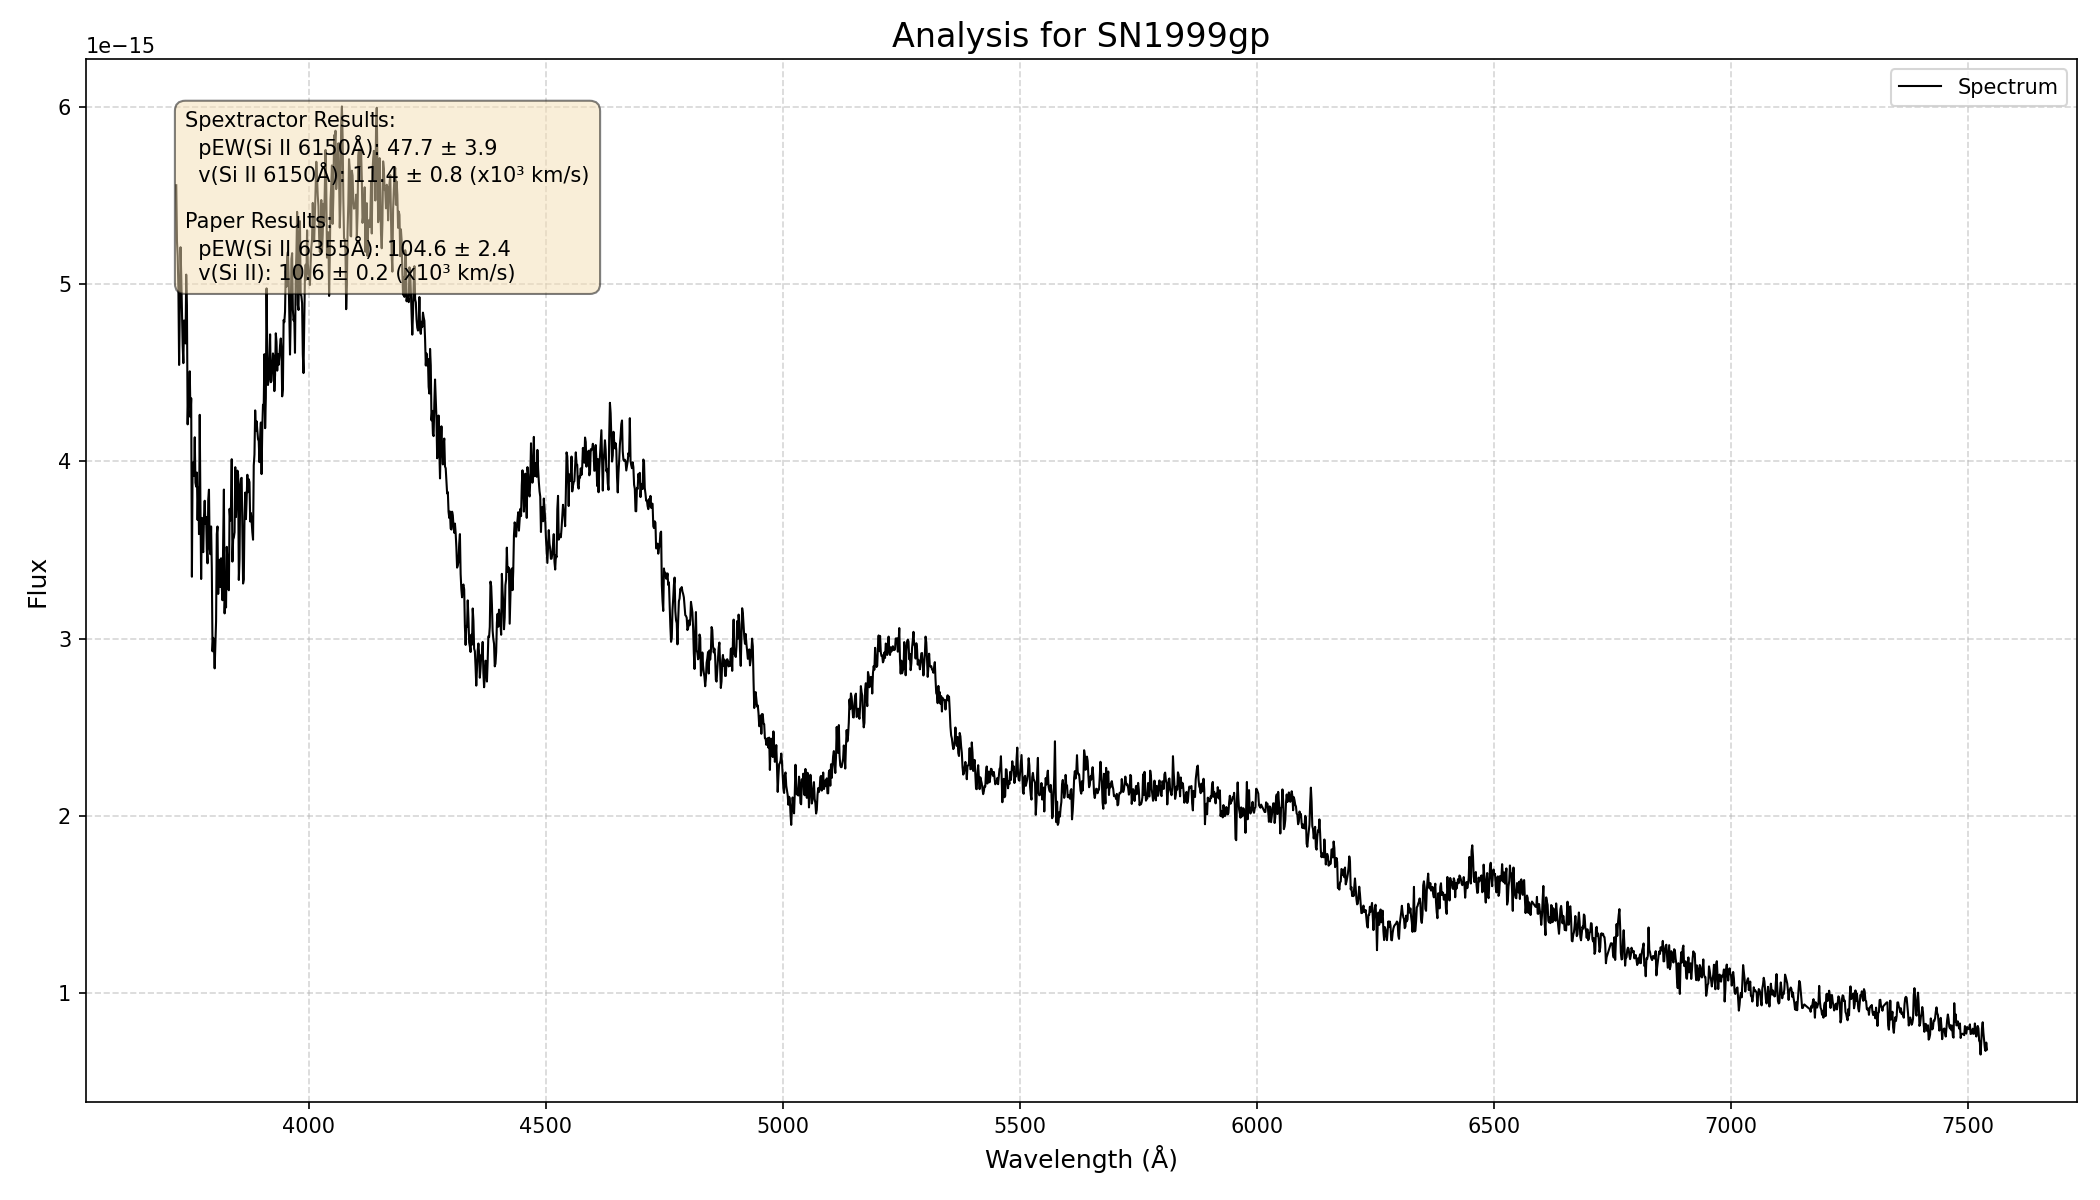 Analysis for SN1999gp
1e−15
Spectrum
Spextractor Results:
pEW(Si II 6150Å): 47.7 ± 3.9
v(Si II 6150Å): 11.4 ± 0.8 (x10³ km/s)
Paper Results:
pEW(Si II 6355Å): 104.6 ± 2.4
v(Si II): 10.6 ± 0.2 (x10³ km/s)
6
5
4
3
2
1
Flux
4000 4500 5000 5500 6000 6500 7000 7500
Wavelength (Å)